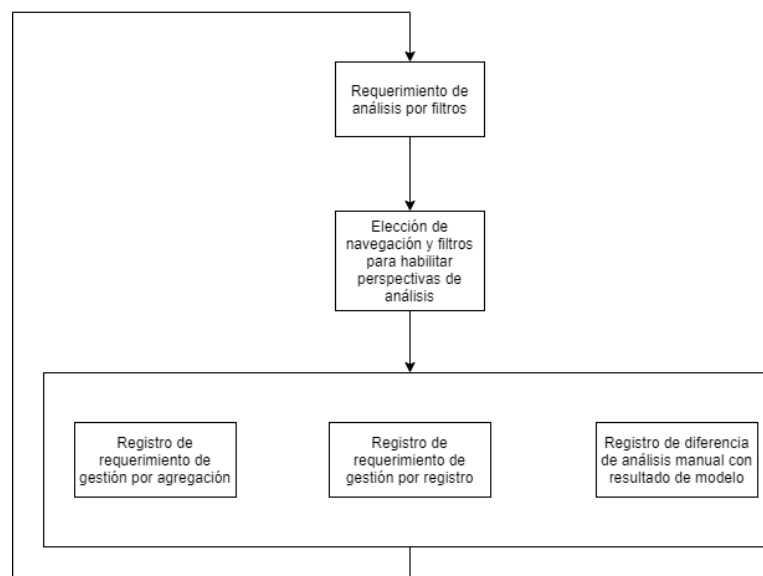 Requerimiento de
análisis por filtros
Elección de
navegación y filtros
para habilitar
perspectivas de
análisis
Registro de
requerimiento de
gestión por agregación
Registro de
requerimiento de
gestión por registro
Registro de diferencia
de análisis manual con
resultado de modelo